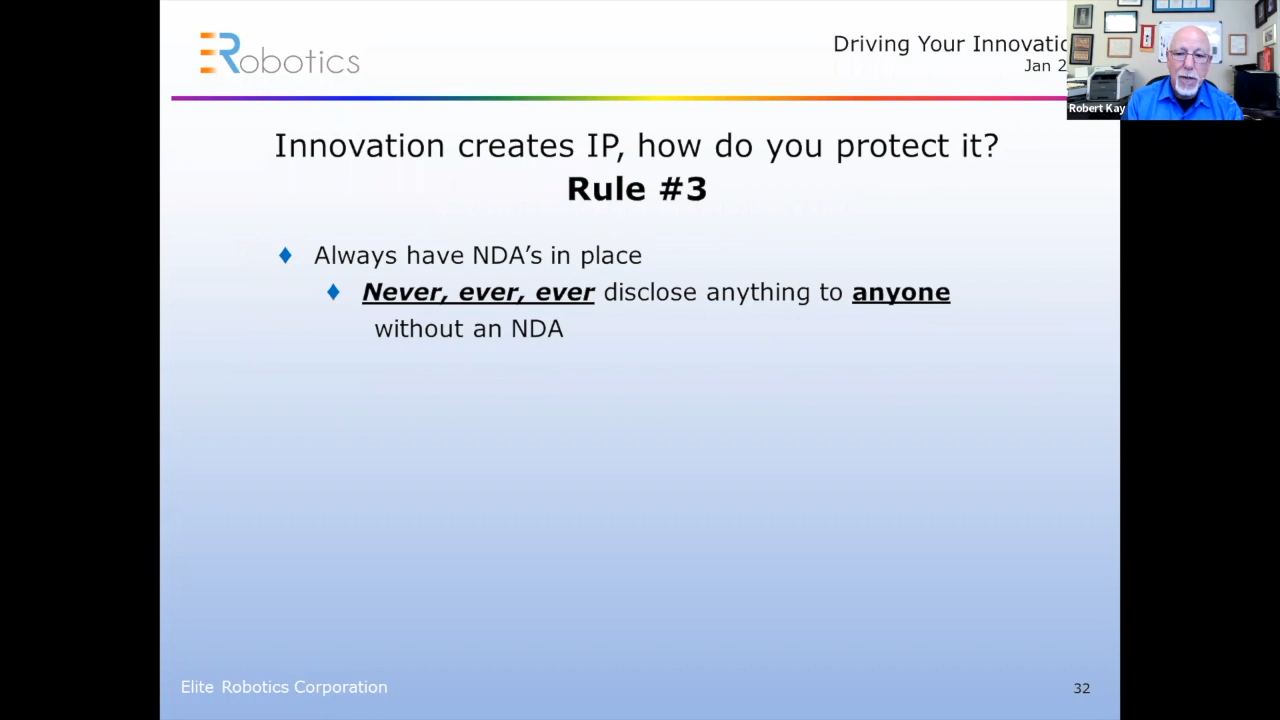 ERobotics
Driving Your Innovatio
Jan 2
Robert Kay
Innovation creates IP, how do you protect it?
Rule #3
Always have NDA’s in place
Never, ever, ever disclose anything to anyone
without an NDA
Elite Robotics Corporation
32